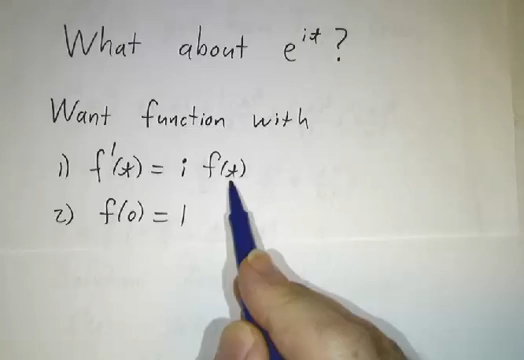 What about e^{it}?
Want function with
1) f'(t) = i f(t)
2) f(0) = 1